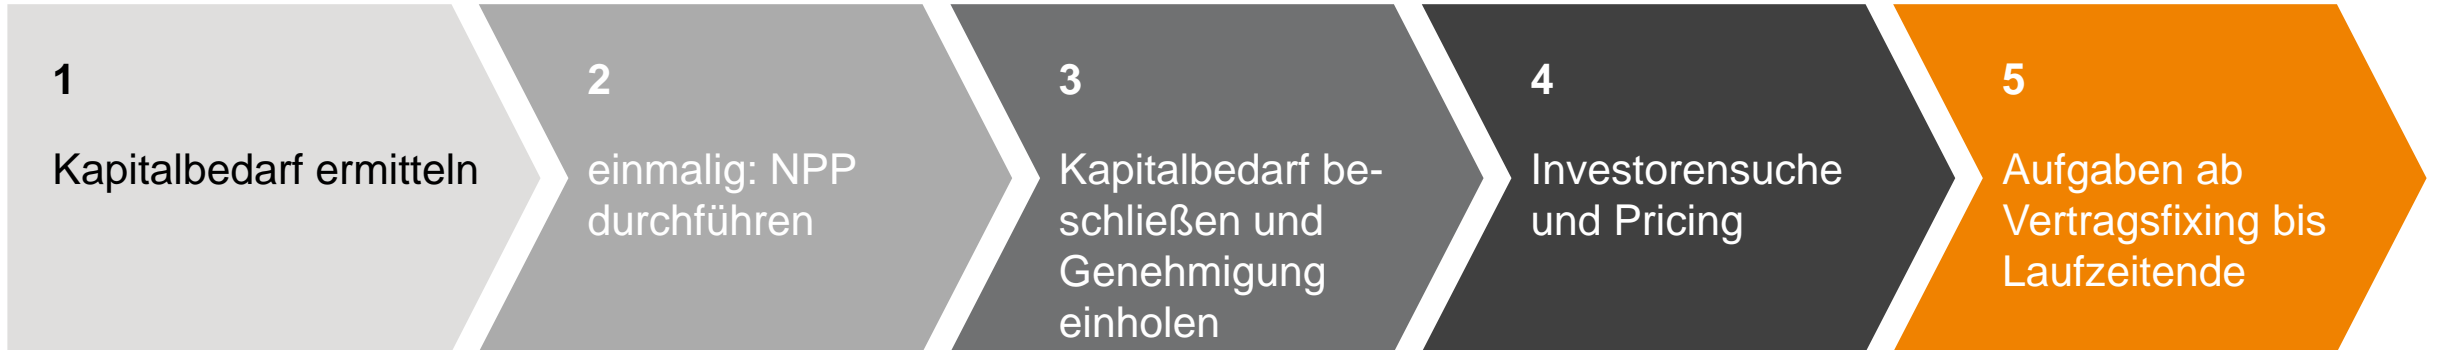 1
Kapitalbedarf ermitteln
2
einmalig: NPP
durchführen
3
Kapitalbedarf be-
schließen und
Genehmigung
einholen
4
Investorensuche
und Pricing
5
Aufgaben ab
Vertragsfixing bis
Laufzeitende